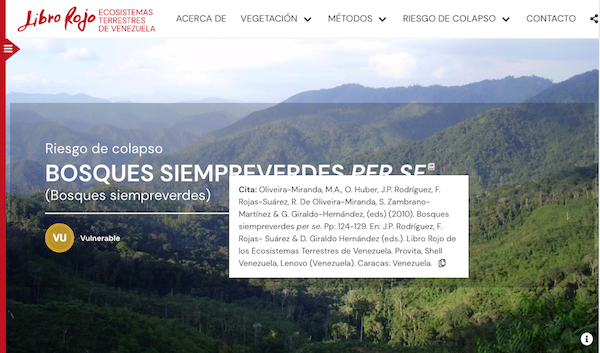 Libro Rojo
ECOSISTEMAS
TERRESTRES
DE VENEZUELA
ACERCA DE
VEGETACIÓN
MÉTODOS
RIESGO DE COLAPSO
CONTACTO
Riesgo de colapso
BOSQUES SIEMPREVERDES PER SE
(Bosques siempreverdes)
VU
Vulnerable
Cita: Oliveira-Miranda, M.A., O. Huber, J.P. Rodríguez, F.
Rojas-Suárez, R. De Oliveira-Miranda, S. Zambrano-
Martínez & G. Giraldo-Hernández, (eds) (2010). Bosques
siempreverdes per se. Pp: 124-129. En: J.P. Rodríguez, F.
Rojas- Suárez & D. Giraldo Hernández (eds.). Libro Rojo de
los Ecosistemas Terrestres de Venezuela. Provita, Shell
Venezuela, Lenovo (Venezuela). Caracas: Venezuela.